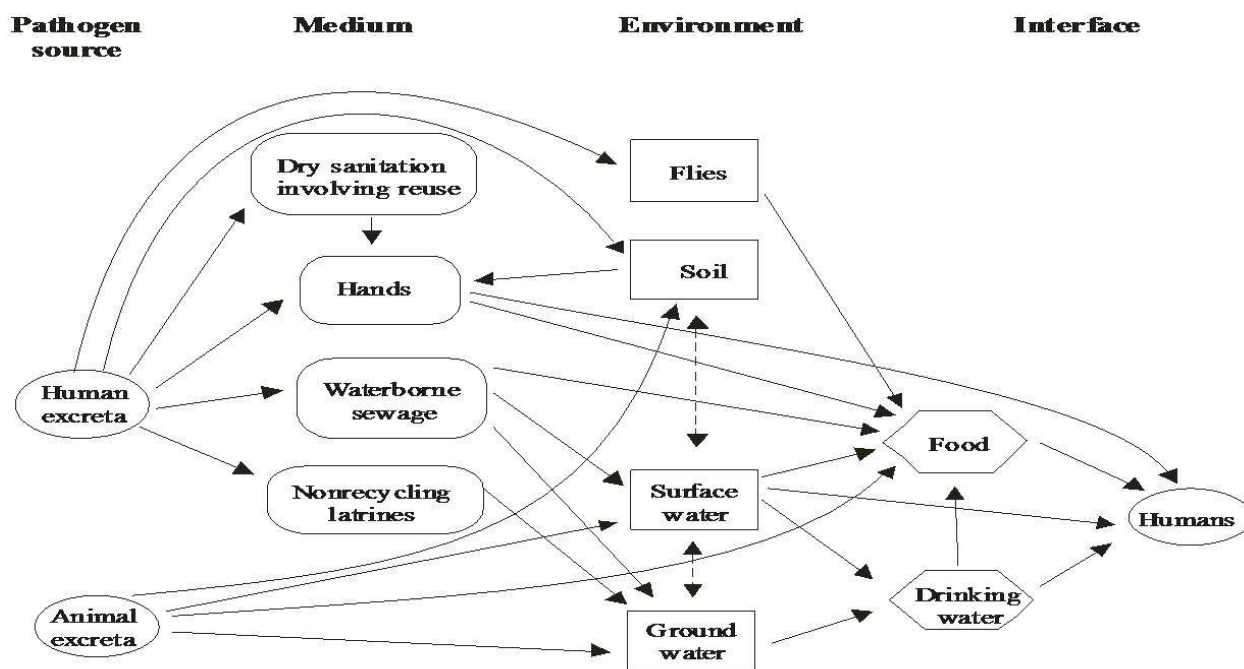 Pathogen
source
Medium
Environment
Interface
Dry sanitation
involving reuse
Flies
Hands
Soil
Human
excreta
Waterborne
sewage
Food
Nonrecycling
latrines
Surface
water
Humans
Animal
excreta
Ground
water
Drinking
water